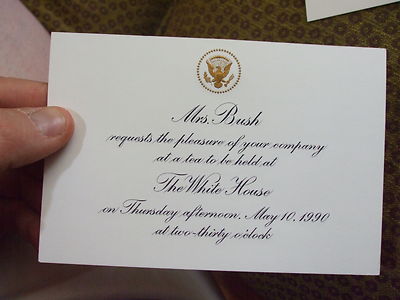 Mrs. Bush
requests the pleasure of your company
at a tea to be held at
The White House
on Thursday afternoon, May 10, 1990
at two-thirty o'clock